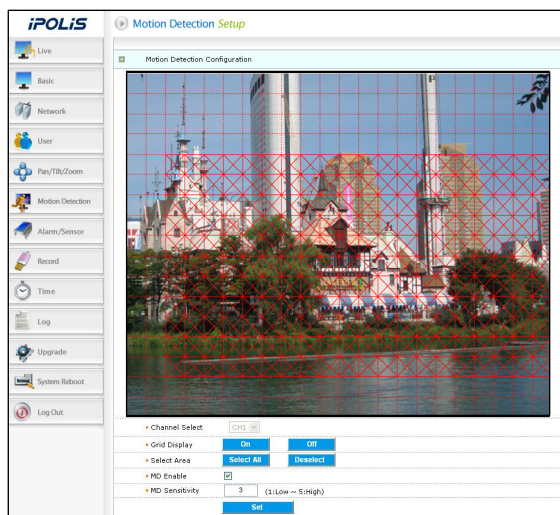 iPOLiS
Motion Detection Setup
Live
Basic
Network
User
Pan/Tilt/Zoom
Motion Detection
Alarm/Sensor
Record
Time
Log
Upgrade
System Reboot
Log Out
Motion Detection Configuration
P
Channel Select CH1
Grid Display On Off
Select Area Select All Deselect
MD Enable
MD Sensitivity 3 (1:Low ~ 5:High)
Set